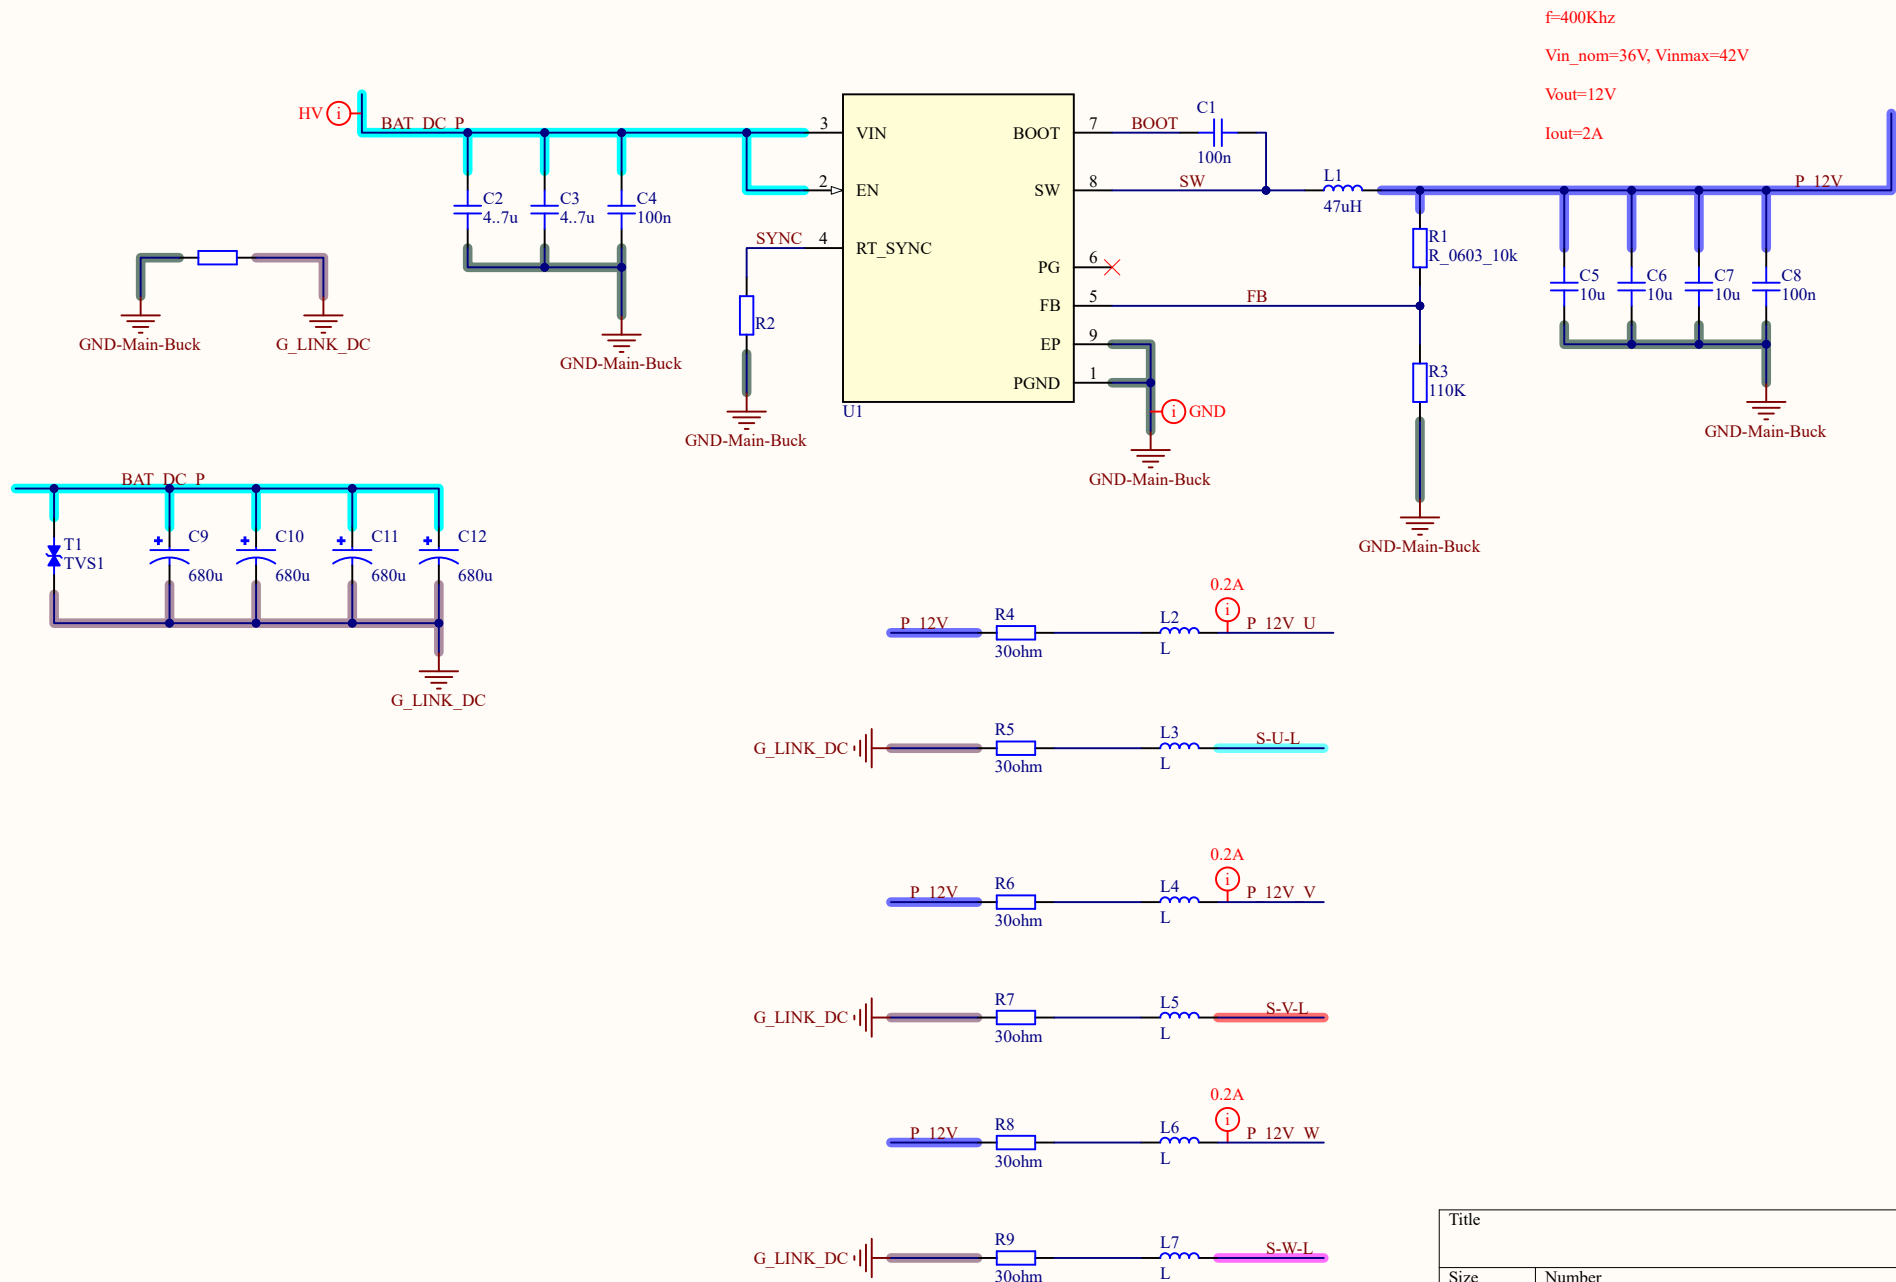 f=400Khz
Vin_nom=36V, Vinmax=42V
Vout=12V
Iout=2A
HV i
BAT_DC_P
3 VIN
2 EN
4 RT_SYNC
SYNC
BOOT 7 BOOT
SW 8 SW
PG 6
FB 5 FB
EP 9
PGND 1
U1
C1
100n
L1
47uH
P_12V
C2
4..7u
C3
4..7u
C4
100n
GND-Main-Buck
G_LINK_DC
GND-Main-Buck
R2
GND-Main-Buck
i GND
GND-Main-Buck
R1
R_0603_10k
R3
110K
GND-Main-Buck
C5
10u
C6
10u
C7
10u
C8
100n
GND-Main-Buck
BAT_DC_P
T1
TVS1
C9
680u
C10
680u
C11
680u
C12
680u
G_LINK_DC
P_12V
R4
30ohm
L2
L
0.2A
i
P_12V_U
G_LINK_DC
R5
30ohm
L3
L
S-U-L
P_12V
R6
30ohm
L4
L
0.2A
i
P_12V_V
G_LINK_DC
R7
30ohm
L5
L
S-V-L
P_12V
R8
30ohm
L6
L
0.2A
i
P_12V_W
G_LINK_DC
R9
30ohm
L7
L
S-W-L
Title
Size Number